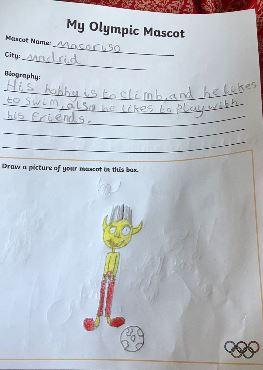 My Olympic Mascot
Mascot Name: Macoruso
City: Madrid
Biography:
His hobby is to climb, and he likes
to swim, also he likes to play with
his friends.
Draw a picture of your mascot in this box.